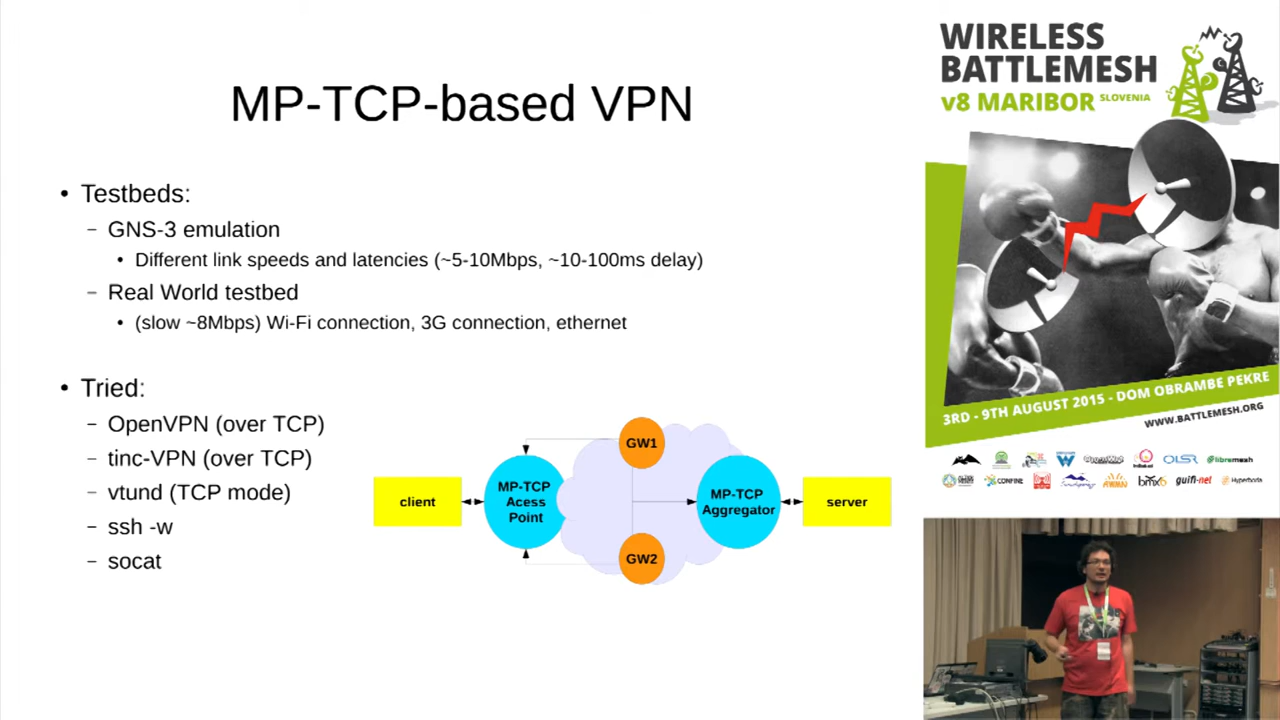 MP-TCP-based VPN
• Testbeds:
– GNS-3 emulation
• Different link speeds and latencies (~5-10Mbps, ~10-100ms delay)
– Real World testbed
• (slow ~8Mbps) Wi-Fi connection, 3G connection, ethernet
• Tried:
– OpenVPN (over TCP)
– tinc-VPN (over TCP)
– vtund (TCP mode)
– ssh -w
– socat
client
MP-TCP
Acess
Point
GW1
GW2
MP-TCP
Aggregator
server
WIRELESS
BATTLEMESH
v8 MARIBOR SLOVENIA
3RD - 9TH AUGUST 2015 - DOM OBRAMBE PEKRE
WWW.BATTLEMESH.ORG
OLSR
libremesh
CONFINE
bmx6
guifi·net
Hyperboria